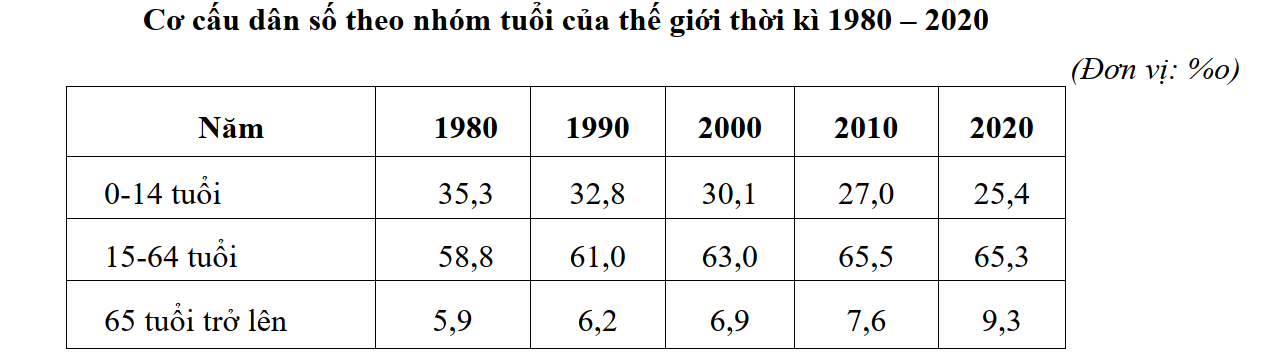 Cơ cấu dân số theo nhóm tuổi của thế giới thời kì 1980 – 2020
(Đơn vị: %o)
Năm 1980 1990 2000 2010 2020
0-14 tuổi 35,3 32,8 30,1 27,0 25,4
15-64 tuổi 58,8 61,0 63,0 65,5 65,3
65 tuổi trở lên 5,9 6,2 6,9 7,6 9,3